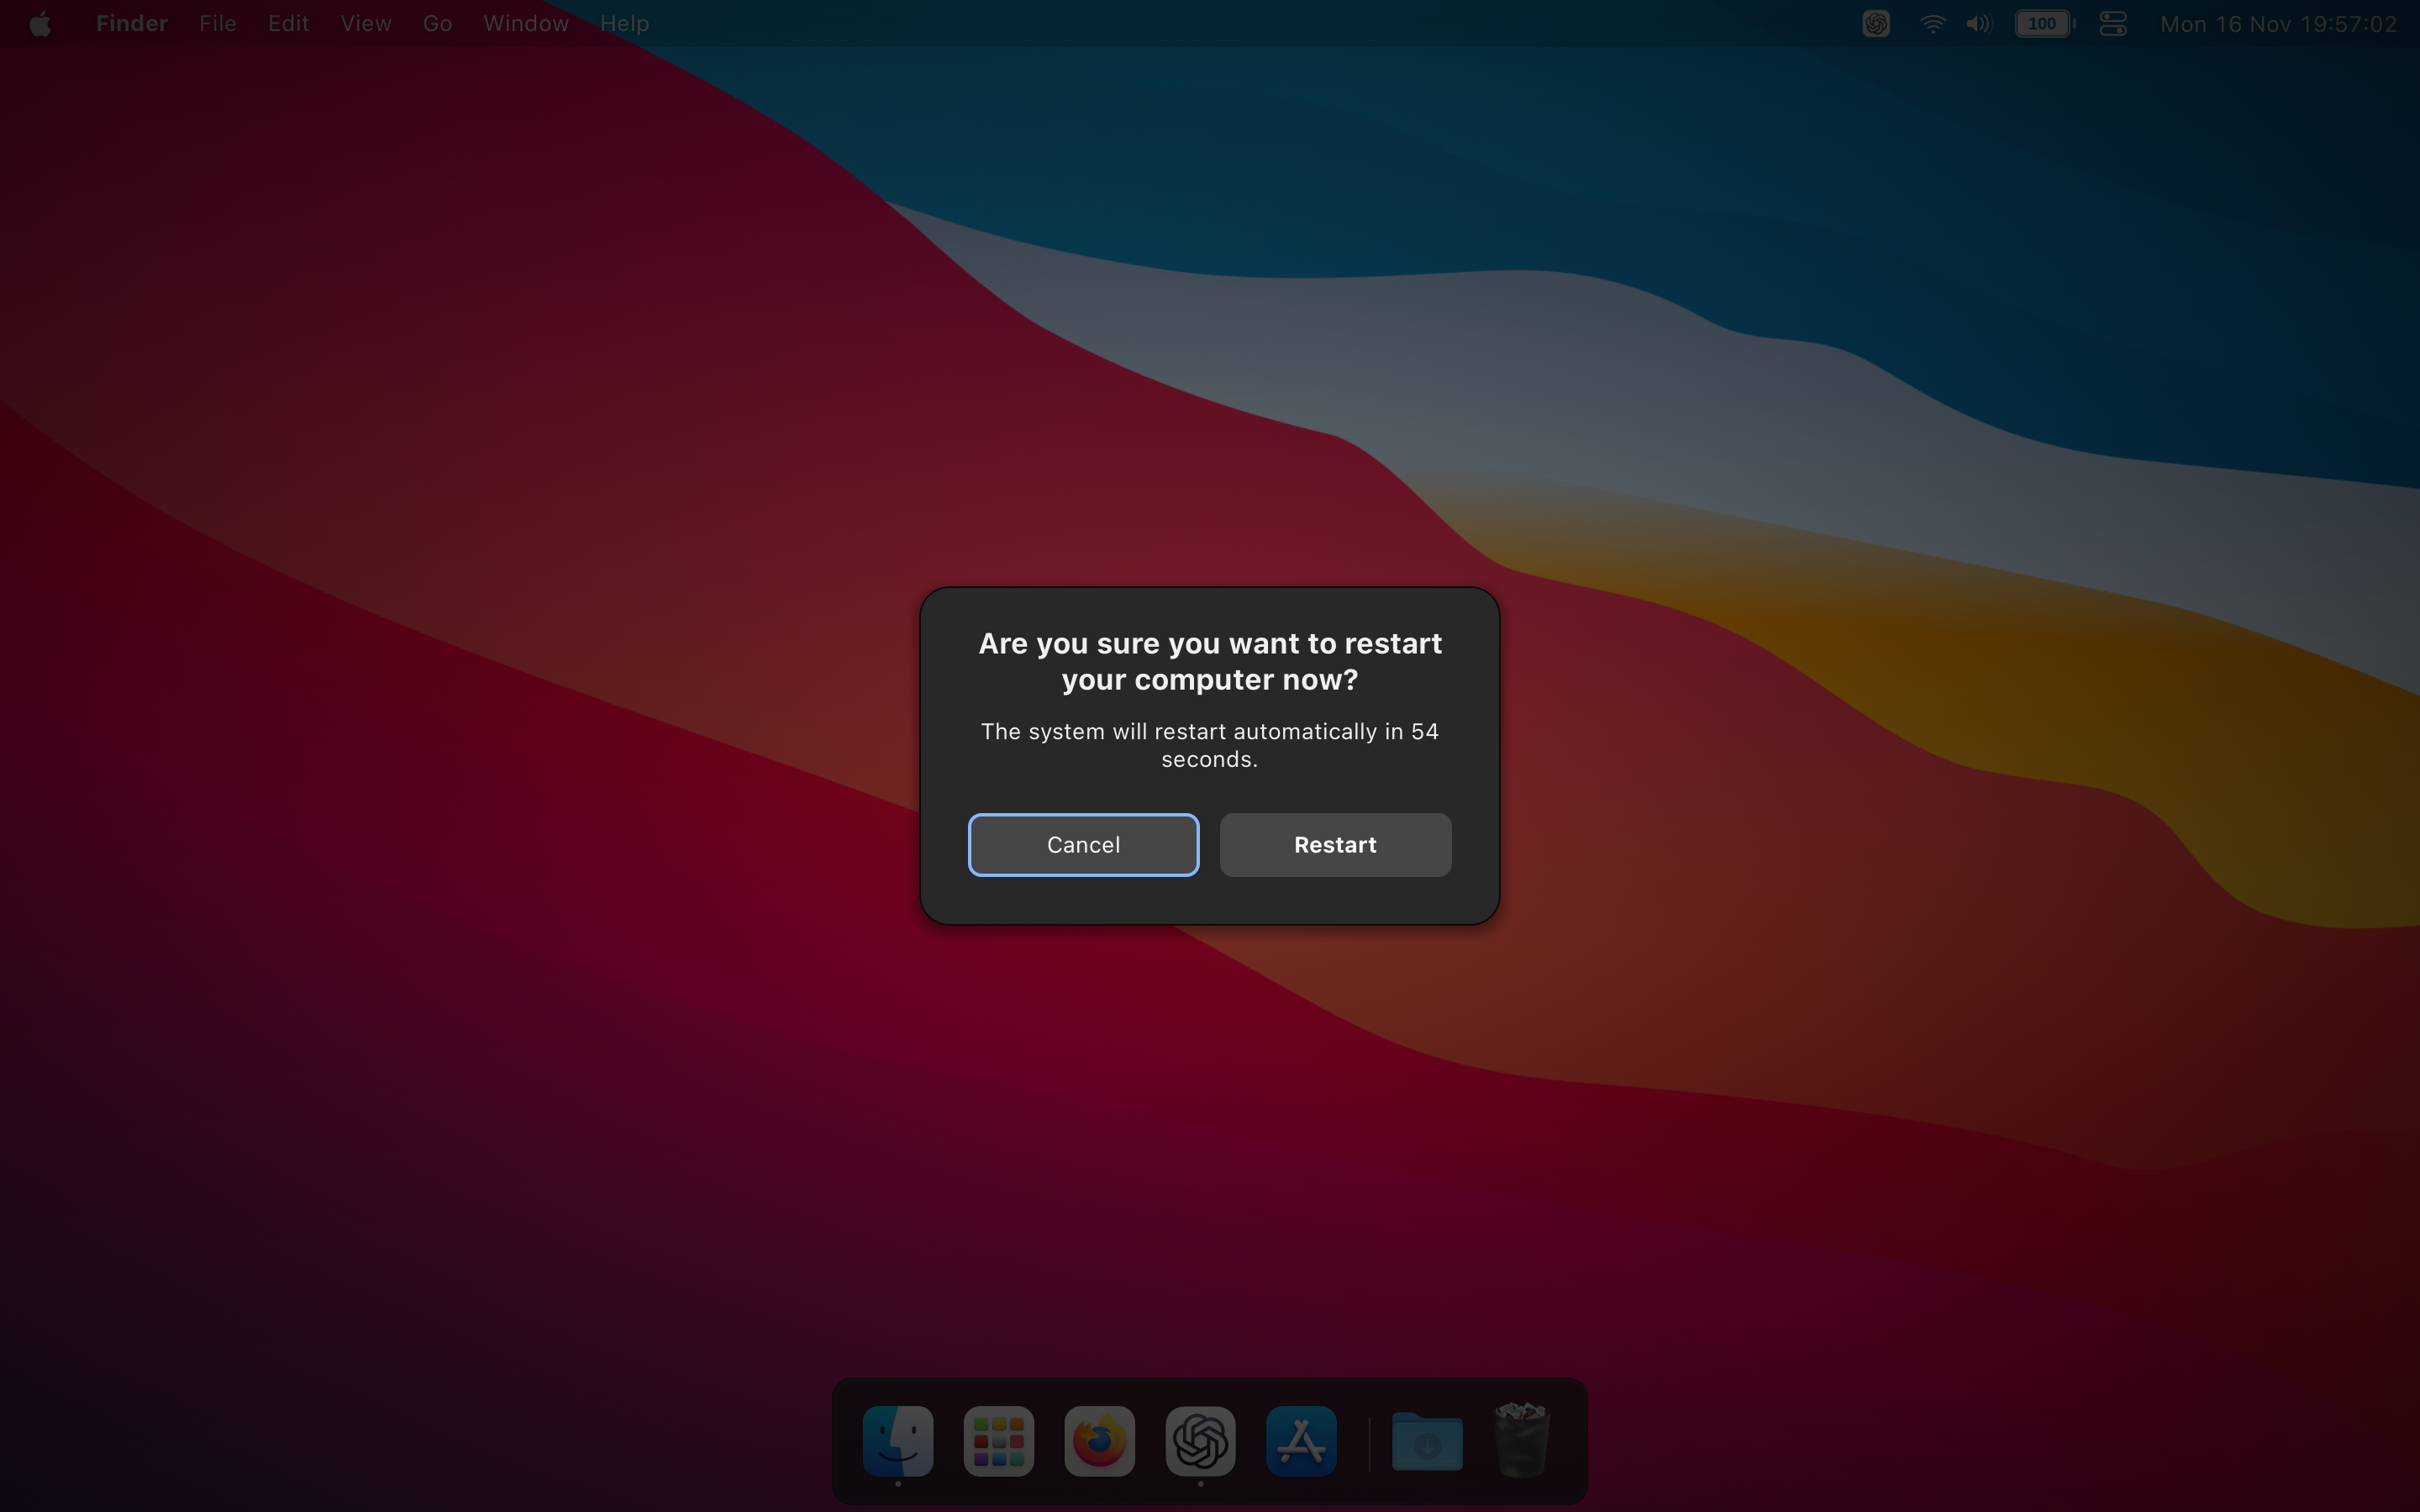 Finder File Edit View Go Window Help
100 Mon 16 Nov 19:57:02
Are you sure you want to restart
your computer now?
The system will restart automatically in 54
seconds.
Cancel Restart